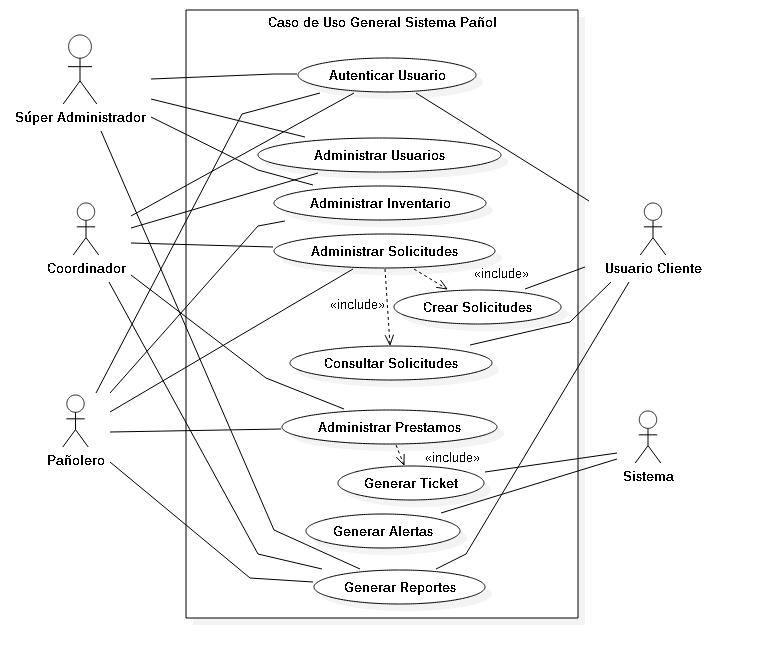 Caso de Uso General Sistema Pañol
Autenticar Usuario
Súper Administrador
Administrar Usuarios
Administrar Inventario
Administrar Solicitudes
Coordinador
Usuario Cliente
«include»
«include»
Crear Solicitudes
Consultar Solicitudes
Administrar Prestamos
Pañolero
«include»
Generar Ticket
Sistema
Generar Alertas
Generar Reportes